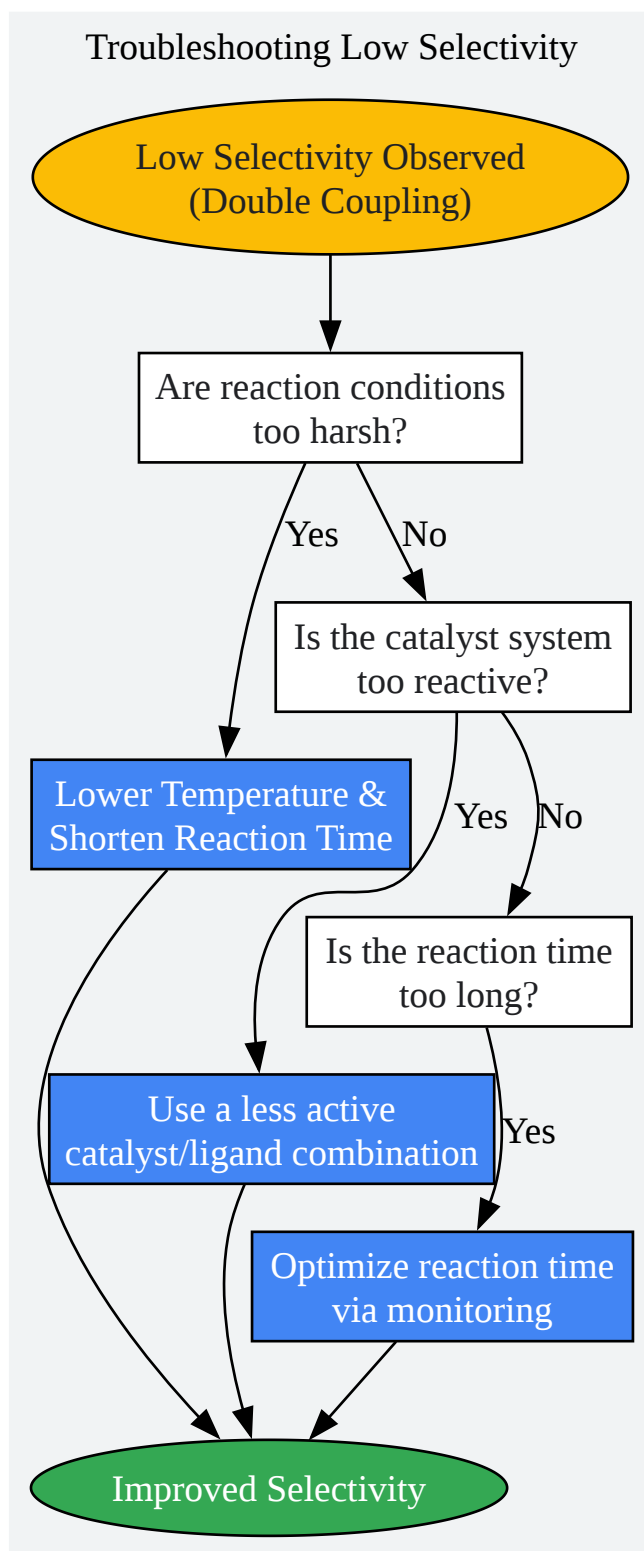 Troubleshooting Low Selectivity
Low Selectivity Observed
(Double Coupling)
Are reaction conditions
too harsh?
Yes
No
Is the catalyst system
too reactive?
Lower Temperature &
Shorten Reaction Time
Yes
No
Is the reaction time
too long?
Use a less active
catalyst/ligand combination
Yes
Optimize reaction time
via monitoring
Improved Selectivity